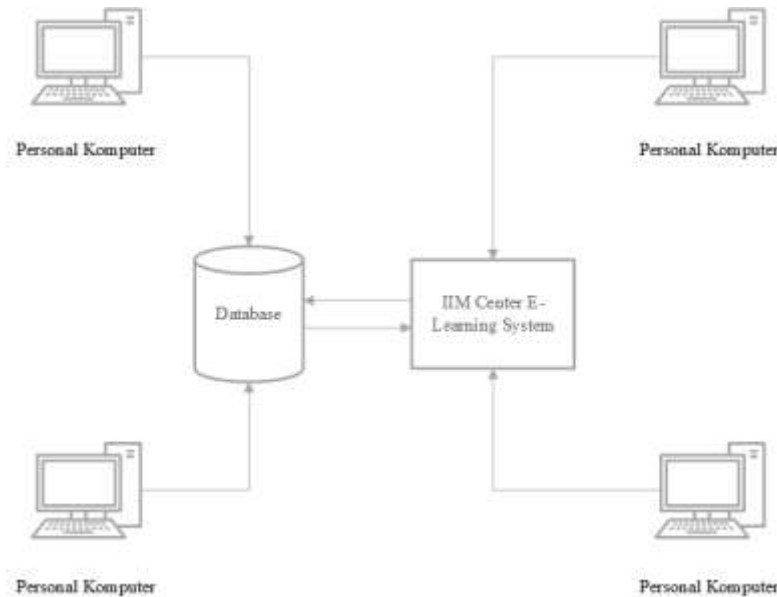 Personal Komputer
Personal Komputer
Database
IIM Center E-
Learning System
Personal Komputer
Personal Komputer